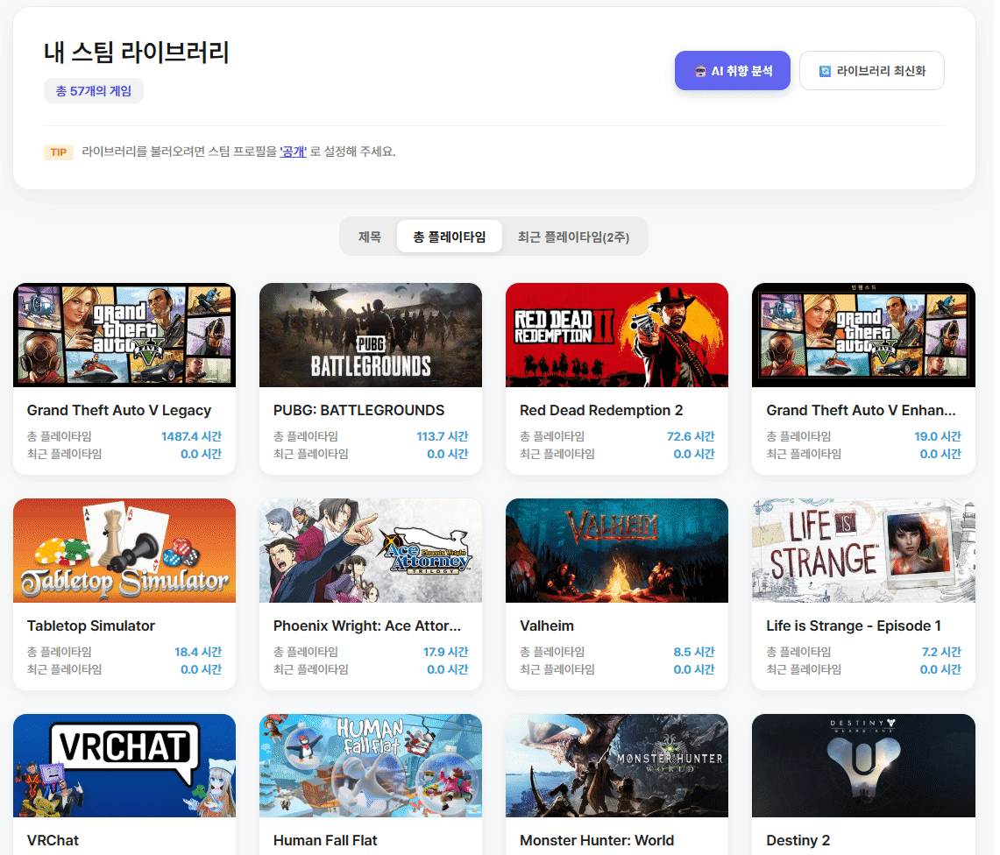 내 스팀 라이브러리
총 57개의 게임
AI 취향 분석
라이브러리 최신화
TIP 라이브러리를 불러오려면 스팀 프로필을 '공개' 로 설정해 주세요.
제목 총 플레이타임 최근 플레이타임(2주)
grand theft auto V
PUBG: BATTLEGROUNDS
RED DEAD REDEMPTION II
인핸스드
grand theft auto V
Grand Theft Auto V Legacy
총 플레이타임 1487.4 시간
최근 플레이타임 0.0 시간
PUBG: BATTLEGROUNDS
총 플레이타임 113.7 시간
최근 플레이타임 0.0 시간
Red Dead Redemption 2
총 플레이타임 72.6 시간
최근 플레이타임 0.0 시간
Grand Theft Auto V Enhan...
총 플레이타임 19.0 시간
최근 플레이타임 0.0 시간
Tabletop Simulator
Phoenix Wright Ace Attorney TRILOGY
VALHEIM
LIFE IS STRANGE
Tabletop Simulator
총 플레이타임 18.4 시간
최근 플레이타임 0.0 시간
Phoenix Wright: Ace Attor...
총 플레이타임 17.9 시간
최근 플레이타임 0.0 시간
Valheim
총 플레이타임 8.5 시간
최근 플레이타임 0.0 시간
Life is Strange - Episode 1
총 플레이타임 7.2 시간
최근 플레이타임 0.0 시간
VRCHAT
HUMAN fall flat
MONSTER HUNTER WORLD
DESTINY
GUARDIANS
VRChat
Human Fall Flat
Monster Hunter: World
Destiny 2